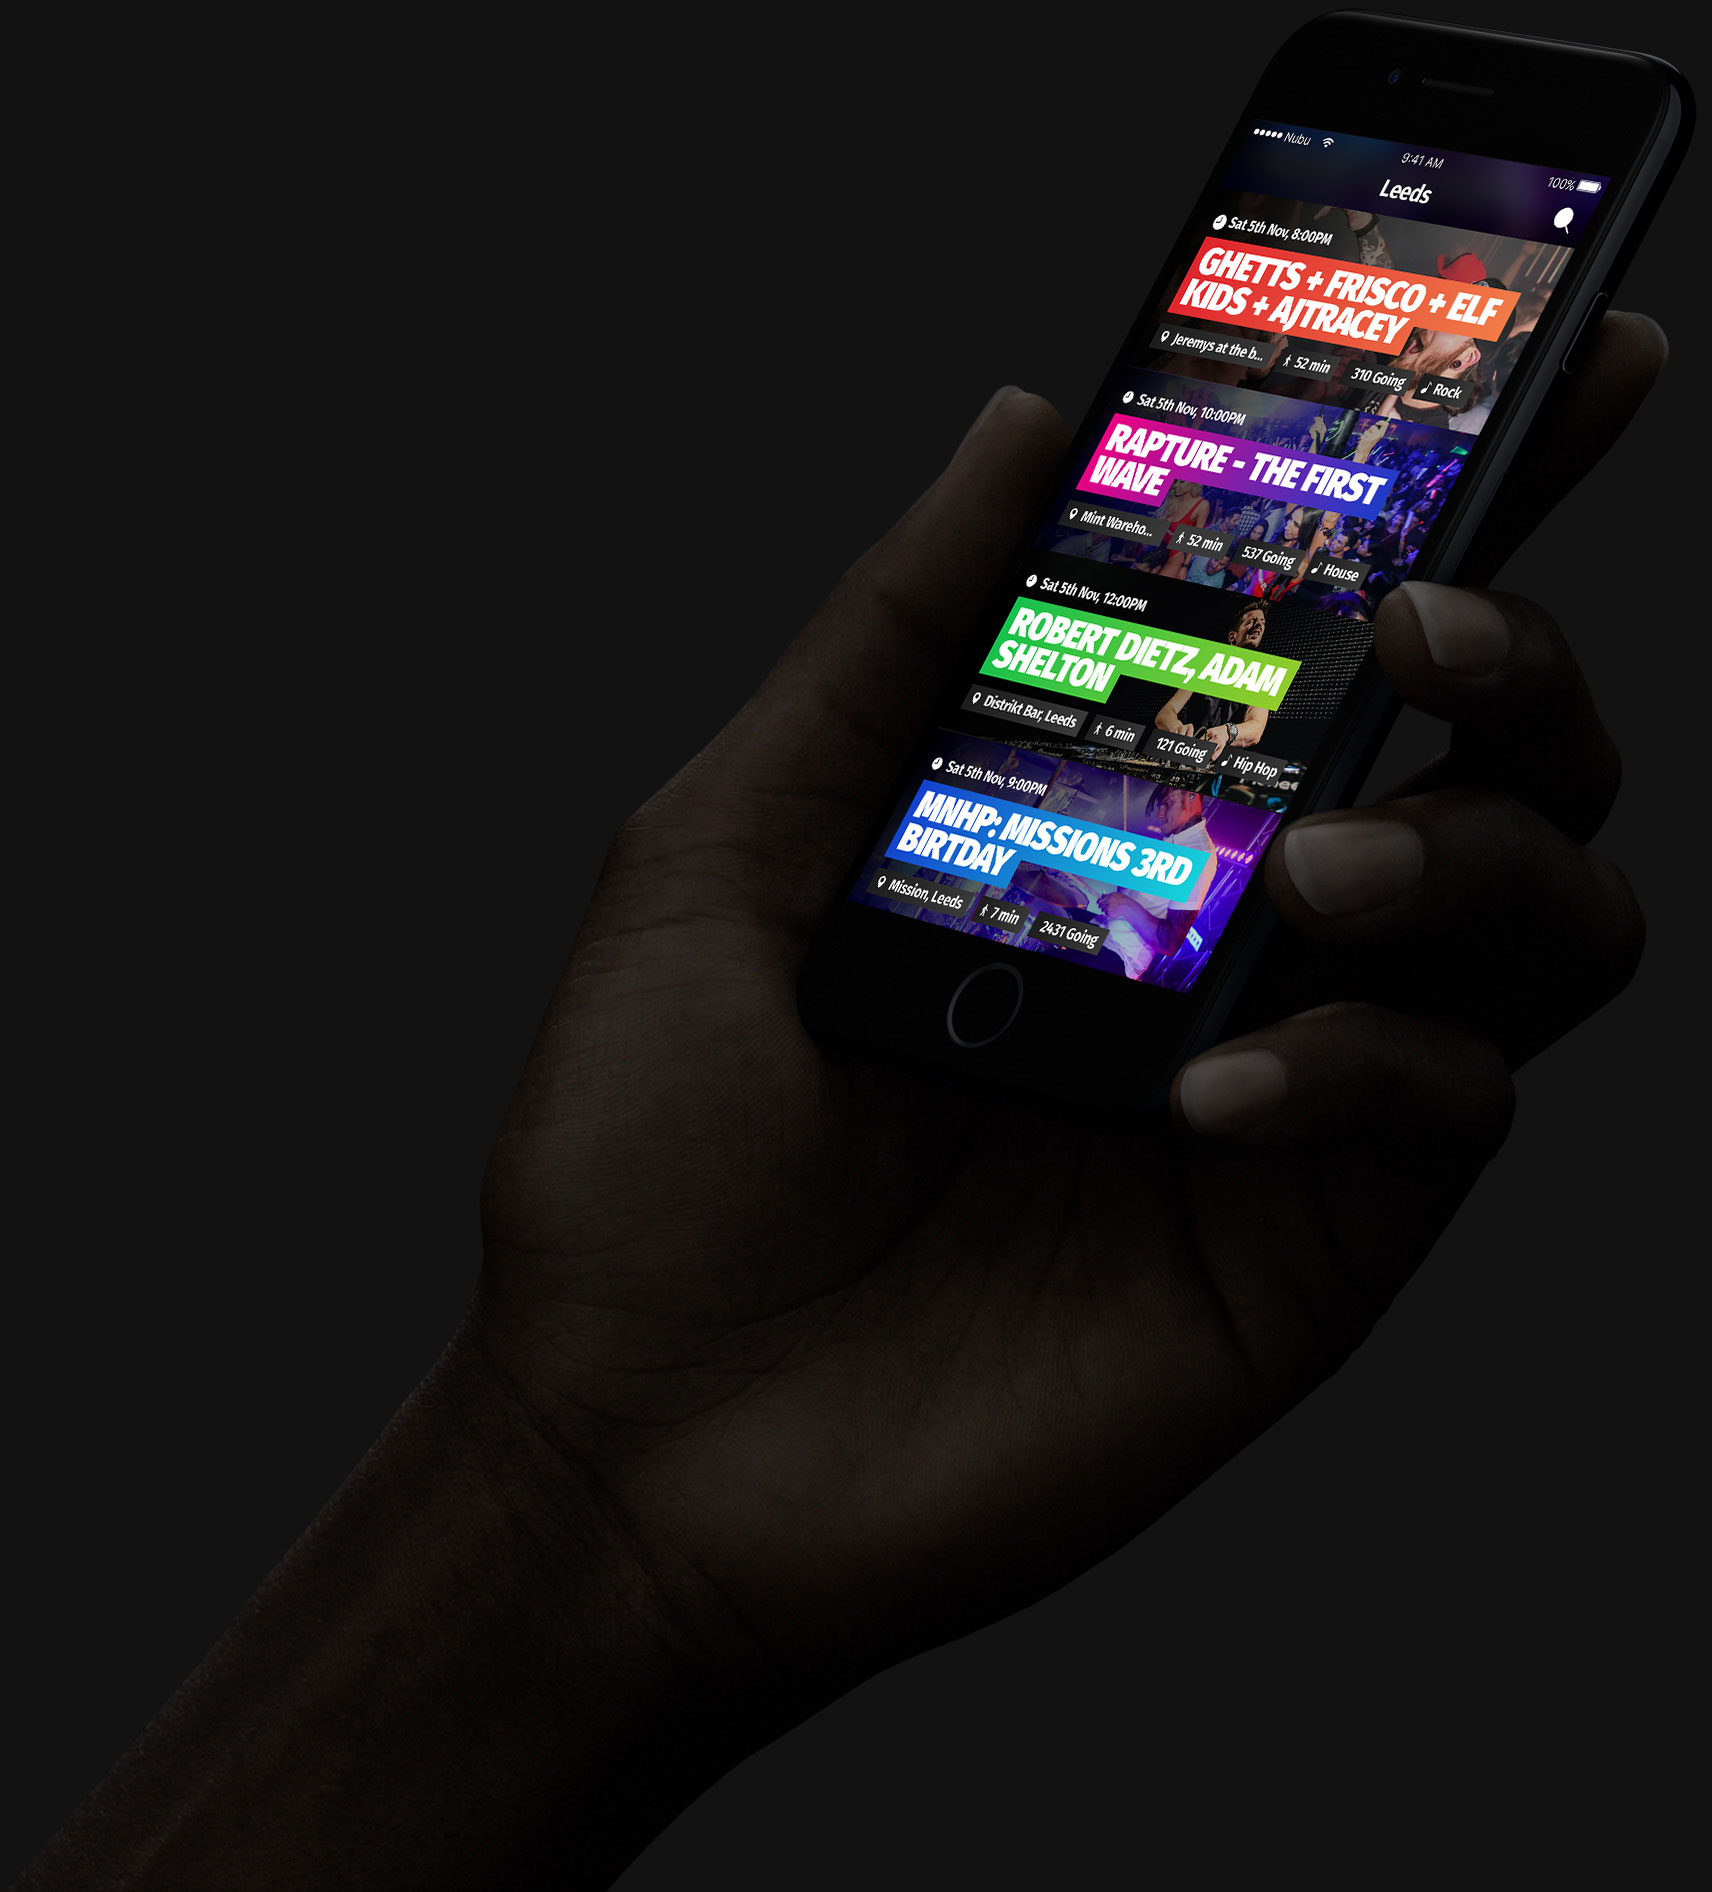 Nubu 9:41 AM 100%
Leeds
Sat 5th Nov, 8:00PM
GHETTS + FRISCO + ELF
KIDS + AJTRACEY
Jeremys at the b... 52 min 310 Going Rock
Sat 5th Nov, 10:00PM
RAPTURE - THE FIRST
WAVE
Mint Wareho... 52 min 537 Going House
Sat 5th Nov, 12:00PM
ROBERT DIETZ, ADAM
SHELTON
Distrikt Bar, Leeds 6 min 121 Going Hip Hop
Sat 5th Nov, 9:00PM
MNHP: MISSIONS 3RD
BIRTDAY
Mission, Leeds 7 min 2431 Going